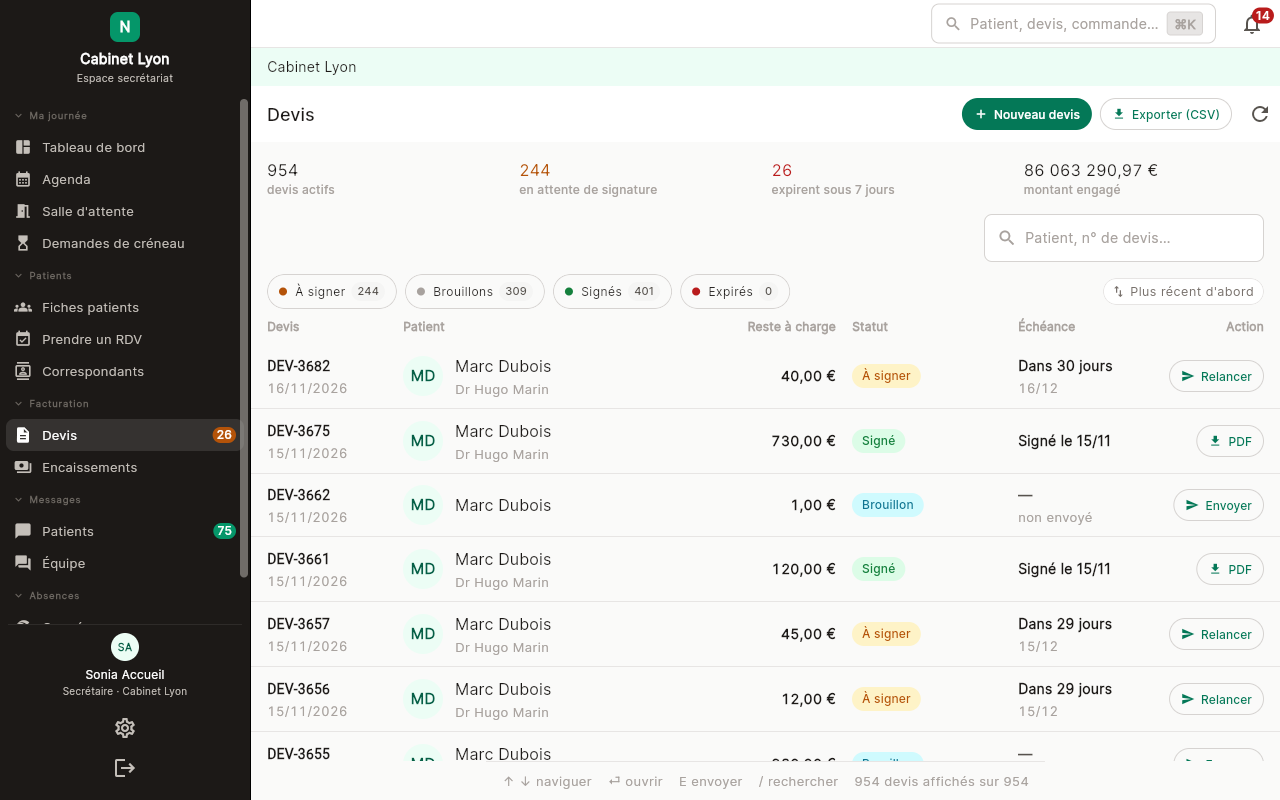 N
Cabinet Lyon
Espace secrétariat
Ma journée
Tableau de bord
Agenda
Salle d'attente
Demandes de créneau
Patients
Fiches patients
Prendre un RDV
Correspondants
Facturation
Devis 26
Encaissements
Messages
Patients 75
Équipe
Absences
SA
Sonia Accueil
Secrétaire · Cabinet Lyon
Patient, devis, commande... ⌘K
14
Cabinet Lyon
Devis
Nouveau devis
Exporter (CSV)
954
devis actifs
244
en attente de signature
26
expirent sous 7 jours
86 063 290,97 €
montant engagé
Patient, n° de devis...
À signer 244
Brouillons 309
Signés 401
Expirés 0
Plus récent d'abord
Devis Patient Reste à charge Statut Échéance Action
DEV-3682 MD Marc Dubois 40,00 € À signer Dans 30 jours Relancer
16/11/2026 Dr Hugo Marin 16/12
DEV-3675 MD Marc Dubois 730,00 € Signé Signé le 15/11 PDF
15/11/2026 Dr Hugo Marin
DEV-3662 MD Marc Dubois 1,00 € Brouillon — Envoyer
15/11/2026 non envoyé
DEV-3661 MD Marc Dubois 120,00 € Signé Signé le 15/11 PDF
15/11/2026 Dr Hugo Marin
DEV-3657 MD Marc Dubois 45,00 € À signer Dans 29 jours Relancer
15/11/2026 Dr Hugo Marin 15/12
DEV-3656 MD Marc Dubois 12,00 € À signer Dans 29 jours Relancer
15/11/2026 Dr Hugo Marin 15/12
DEV-3655 Marc Dubois —
↑ ↓ naviguer ⏎ ouvrir E envoyer / rechercher 954 devis affichés sur 954